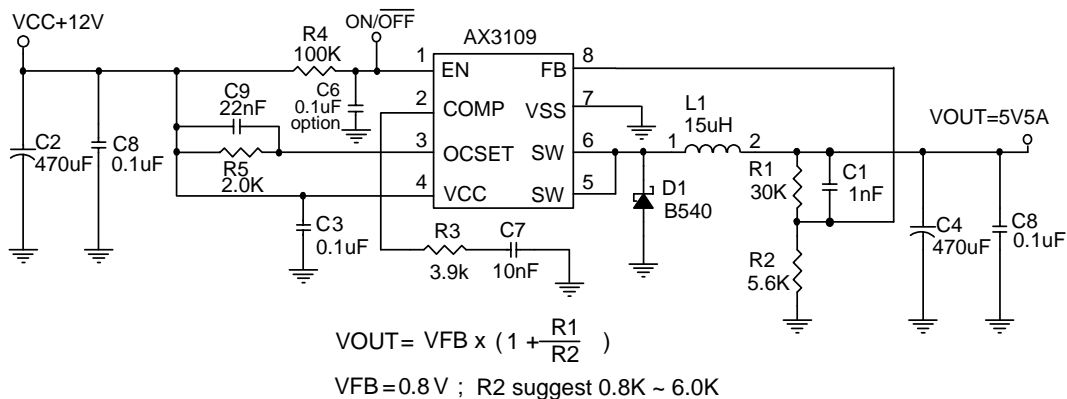 VCC+12V
ON/OFF
AX3109
R4
100K
1
EN
FB
8
C9
22nF
C6
0.1uF
option
2
COMP
VSS
7
L1
15uH
VOUT=5V5A
C2
470uF
C8
0.1uF
3
OCSET
SW
6
1
2
R5
2.0K
4
VCC
SW
5
D1
B540
R1
30K
C1
1nF
C3
0.1uF
R3
3.9k
C7
10nF
R2
5.6K
C4
470uF
C8
0.1uF
VOUT = VFB x ( 1 + R1
R2 )
VFB = 0.8 V ; R2 suggest 0.8K ~ 6.0K